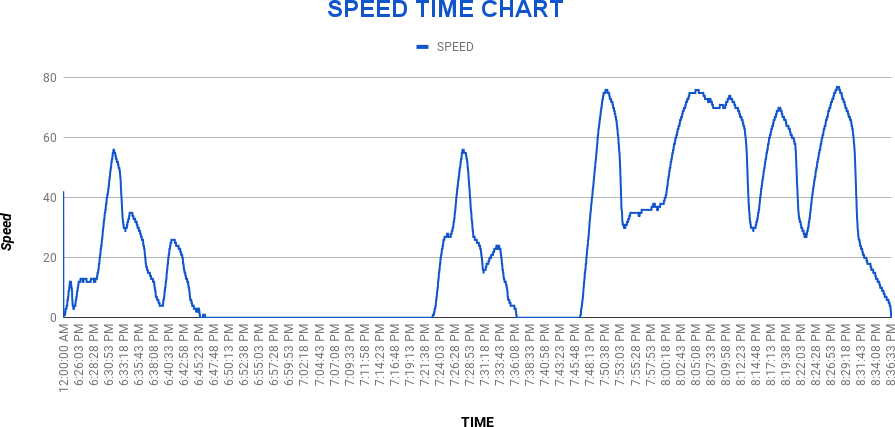 SPEED TIME CHART
SPEED
80
60
40
20
0
Speed
12:00:00 AM
6:26:03 PM
6:28:28 PM
6:30:53 PM
6:33:18 PM
6:35:43 PM
6:38:08 PM
6:40:33 PM
6:42:58 PM
6:45:23 PM
6:47:48 PM
6:50:13 PM
6:52:38 PM
6:55:03 PM
6:57:28 PM
6:59:53 PM
7:02:18 PM
7:04:43 PM
7:07:08 PM
7:09:33 PM
7:11:58 PM
7:14:23 PM
7:16:48 PM
7:19:13 PM
7:21:38 PM
7:24:03 PM
7:26:28 PM
7:28:53 PM
7:31:18 PM
7:33:43 PM
7:36:08 PM
7:38:33 PM
7:40:58 PM
7:43:23 PM
7:45:48 PM
7:48:13 PM
7:50:38 PM
7:53:03 PM
7:55:28 PM
7:57:53 PM
8:00:18 PM
8:02:43 PM
8:05:08 PM
8:07:33 PM
8:09:58 PM
8:12:23 PM
8:14:48 PM
8:17:13 PM
8:19:38 PM
8:22:03 PM
8:24:28 PM
8:26:53 PM
8:29:18 PM
8:31:43 PM
8:34:08 PM
8:36:33 PM
TIME